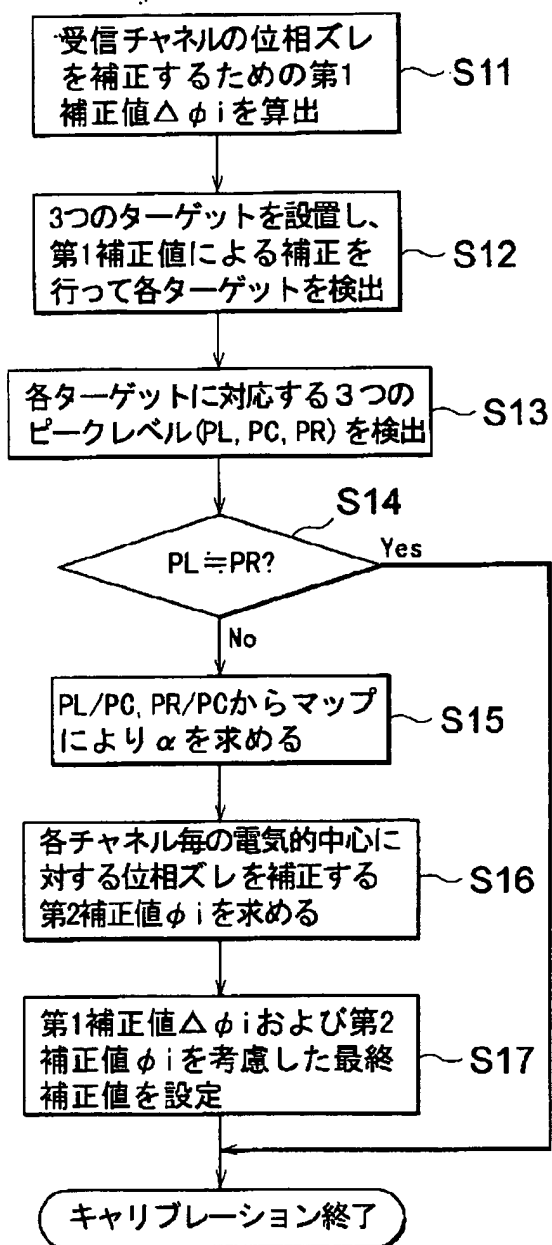 受信チャネルの位相ズレ
を補正するための第1
補正値△φiを算出
S11
3つのターゲットを設置し、
第1補正値による補正を
行って各ターゲットを検出
S12
各ターゲットに対応する３つの
ピークレベル(PL, PC, PR)を検出
S13
S14
PL≒PR?
Yes
No
PL/PC, PR/PCからマップ
によりαを求める
S15
各チャネル毎の電気的中心に
対する位相ズレを補正する
第2補正値φiを求める
S16
第1補正値△φiおよび第2
補正値φiを考慮した最終
補正値を設定
S17
キャリブレーション終了